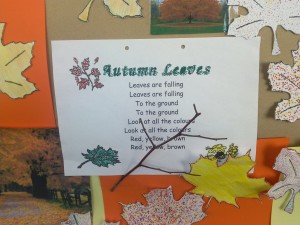 Autumn Leaves
Leaves are falling
Leaves are falling
To the ground
To the ground
Look at all the colours
Look at all the colours
Red, yellow, brown
Red, yellow, brown